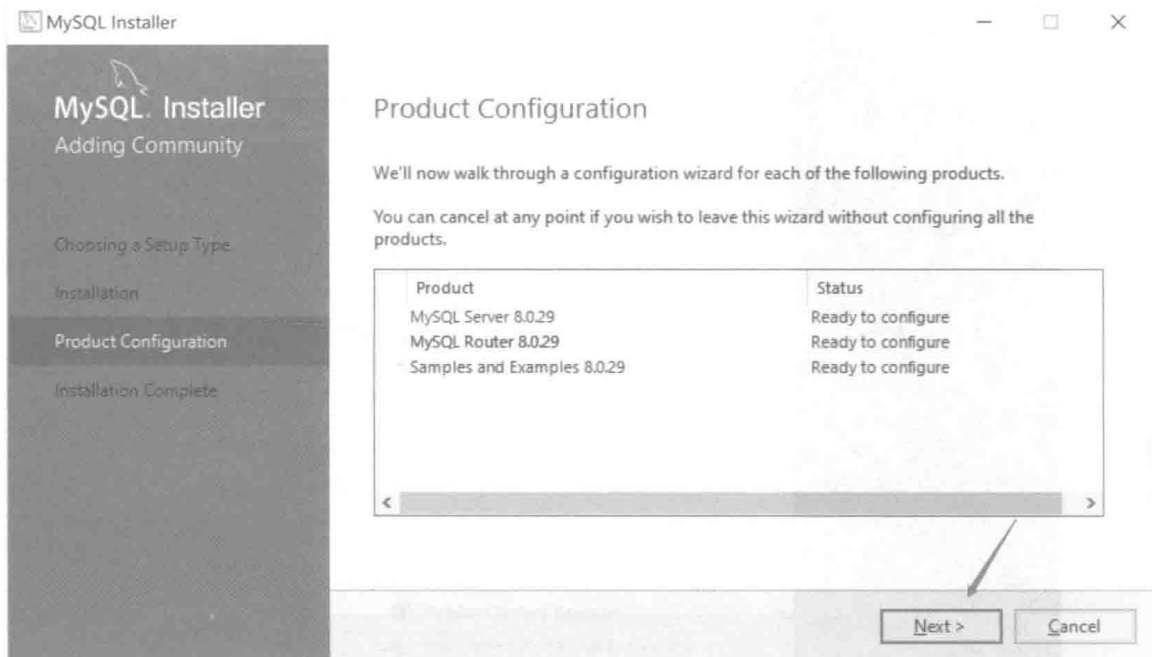 MySQL Installer
MySQL. Installer
Adding Community
Choosing a Setup Type
Installation
Product Configuration
Installation Complete
Product Configuration
We'll now walk through a configuration wizard for each of the following products.
You can cancel at any point if you wish to leave this wizard without configuring all the
products.
Product Status
MySQL Server 8.0.29 Ready to configure
MySQL Router 8.0.29 Ready to configure
Samples and Examples 8.0.29 Ready to configure
Next >
Cancel